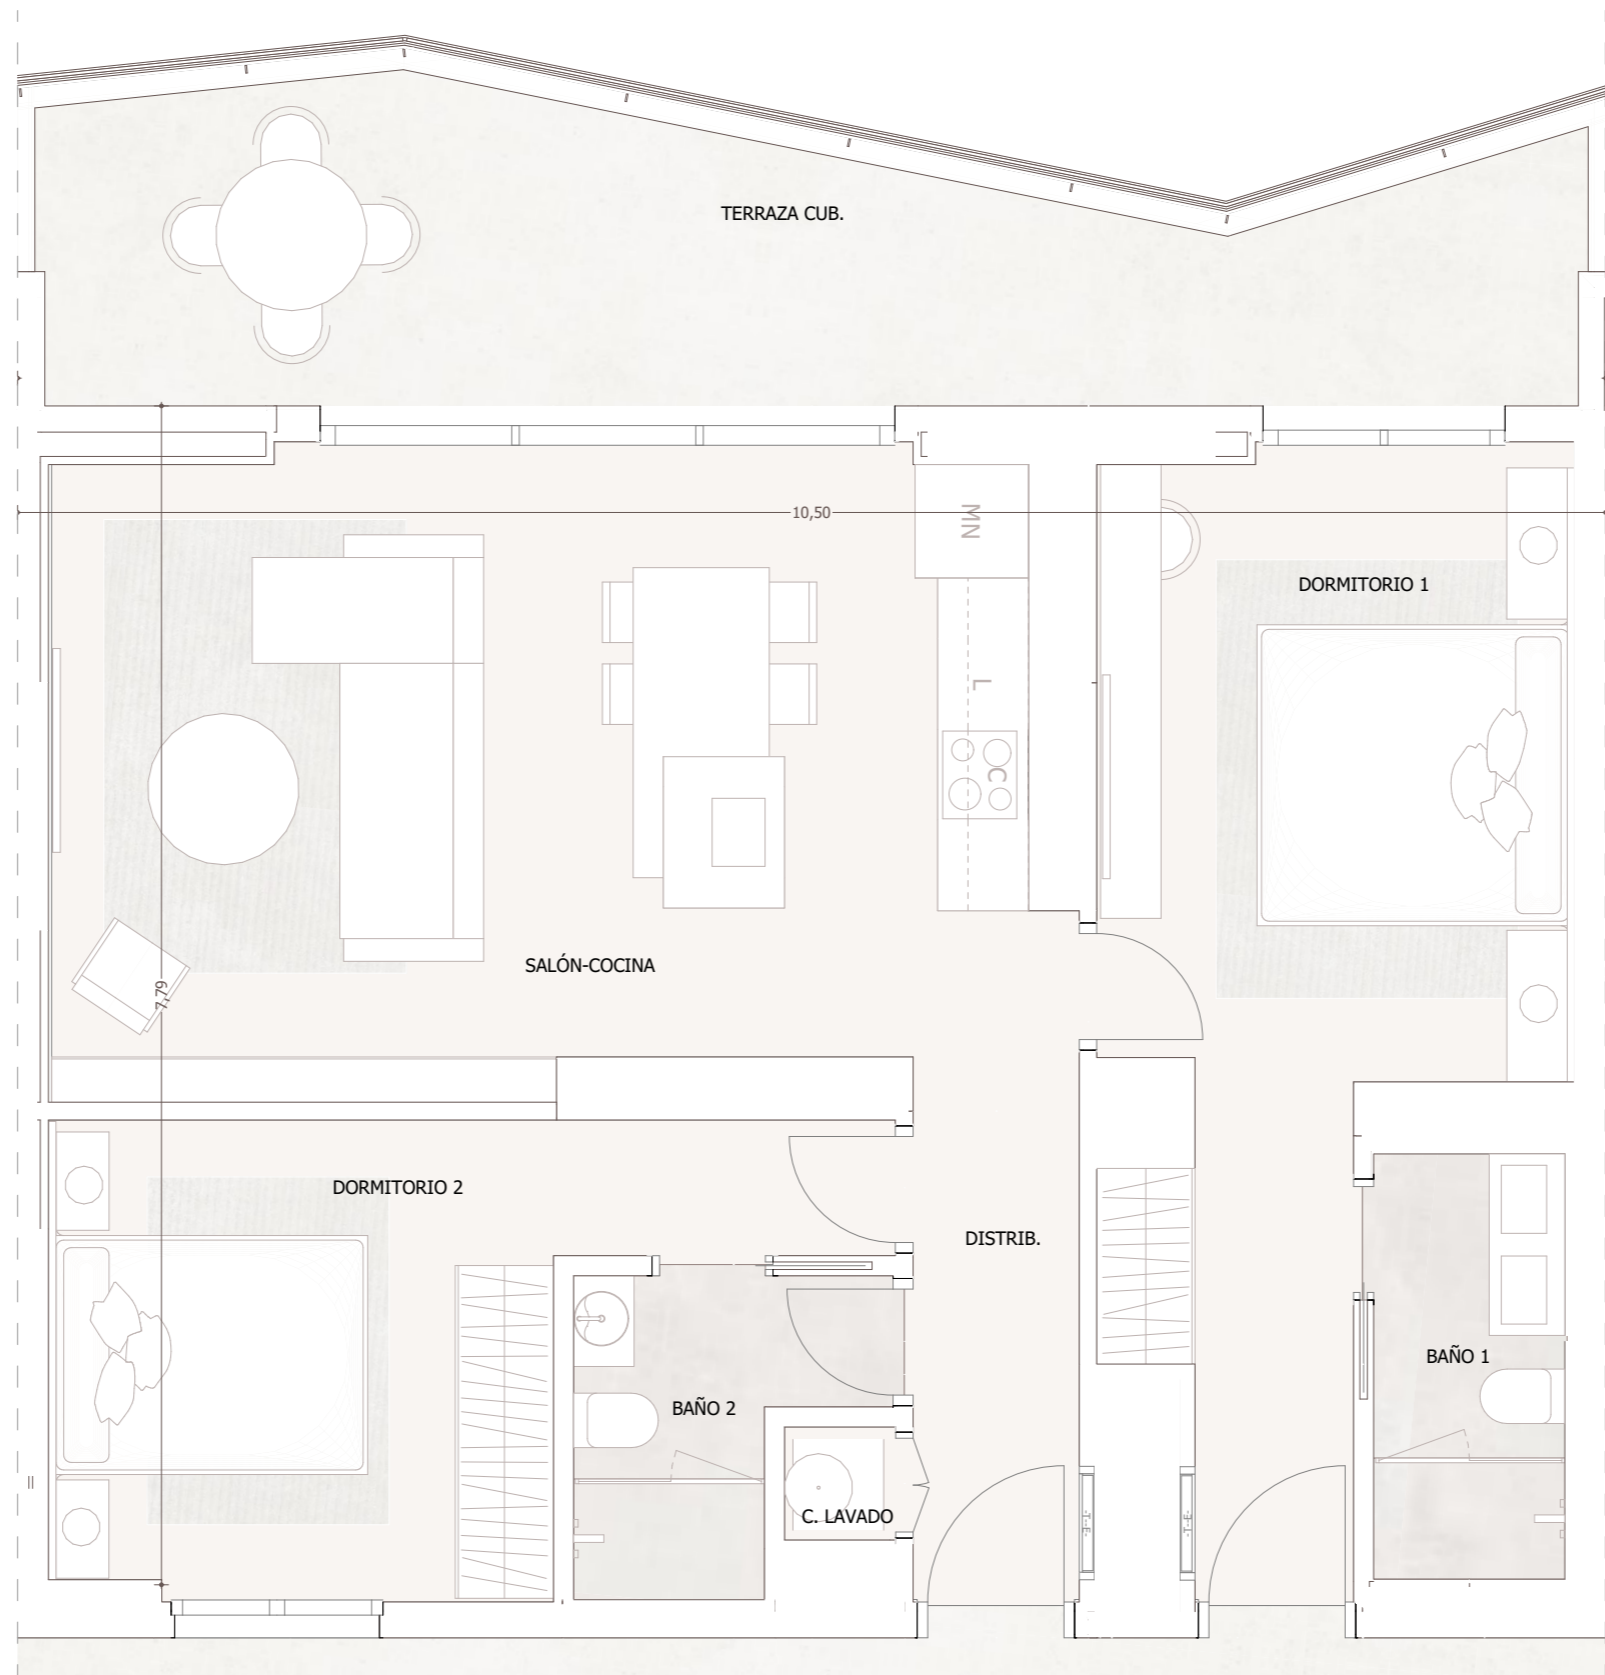 TERRAZA CUB.
10,50
MN
DORMITORIO 1
L
C
SALÓN-COCINA
7,79
DORMITORIO 2
DISTRIB.
BAÑO 1
BAÑO 2
C. LAVADO
-T-E-
-T-E-